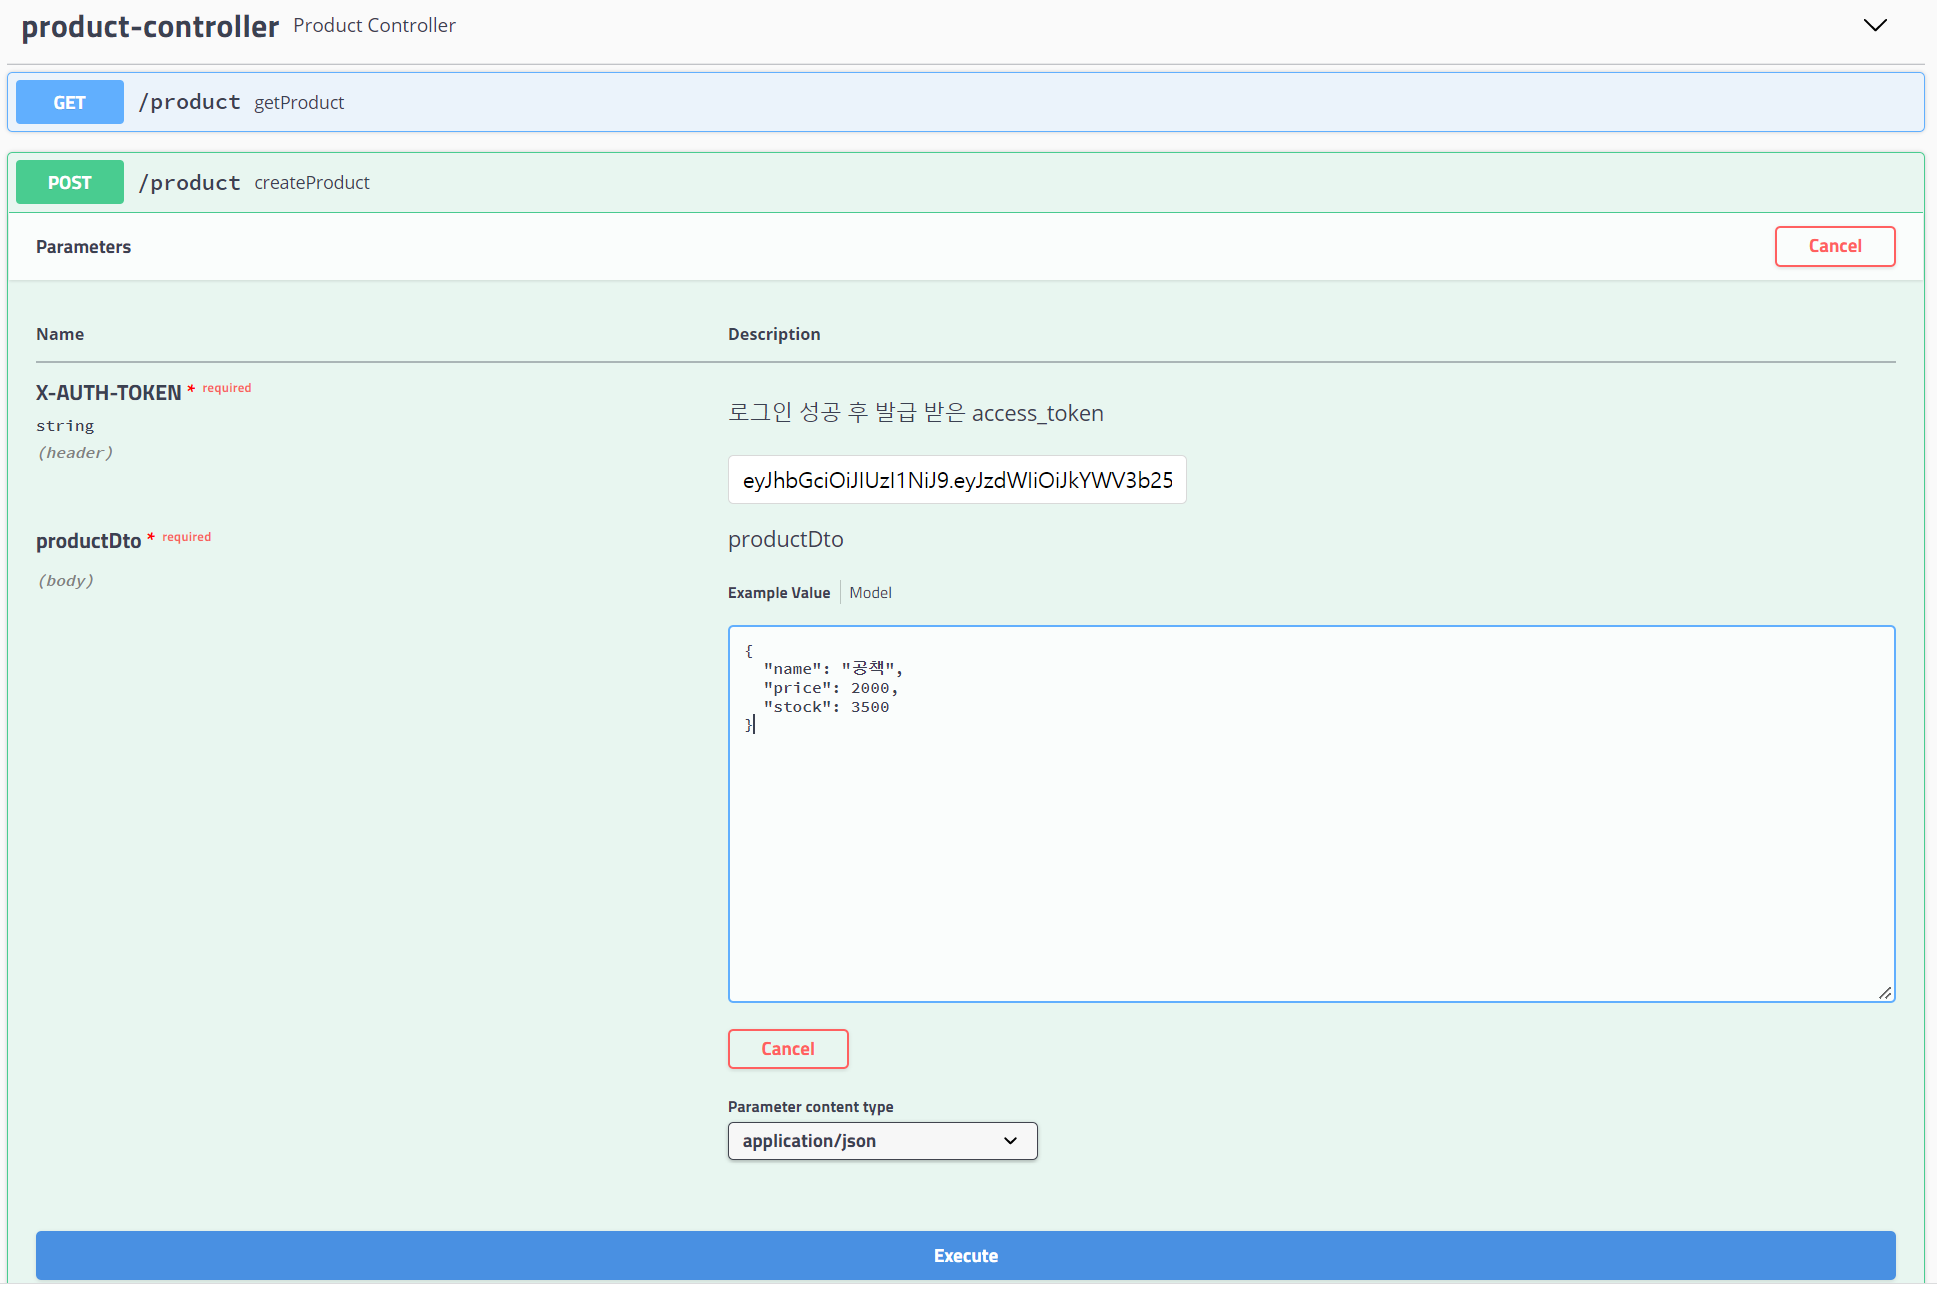 product-controller Product Controller
GET /product getProduct
POST /product createProduct
Parameters
Cancel
Name Description
X-AUTH-TOKEN * required
string
(header)
로그인 성공 후 발급 받은 access_token
eyJhbGciOiJIUzI1NiJ9.eyJzdWIiOiJkYWV3b25
productDto * required
(body)
productDto
Example Value Model
{
"name": "공책",
"price": 2000,
"stock": 3500
}
Cancel
Parameter content type
application/json
Execute